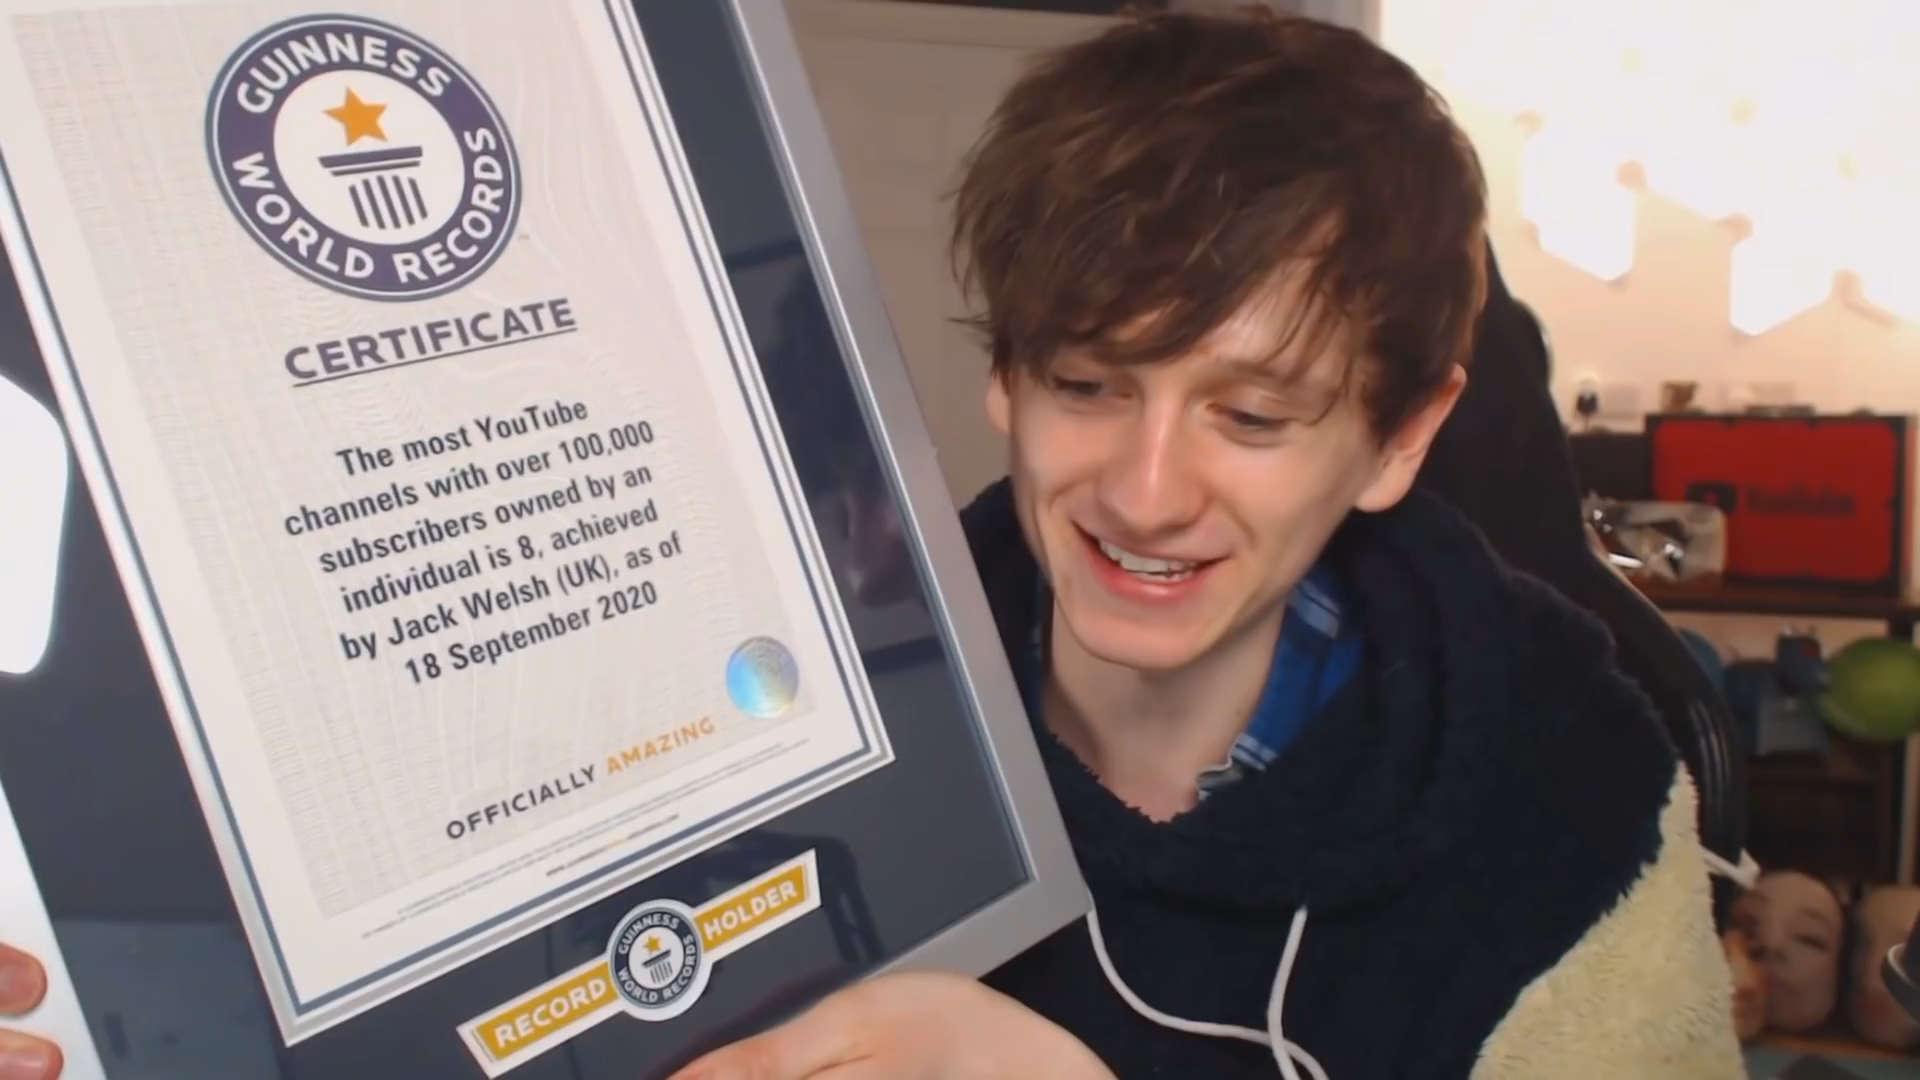 GUINNESS
WORLD RECORDS
CERTIFICATE
The most YouTube
channels with over 100,000
subscribers owned by an
individual is 8, achieved
by Jack Welsh (UK), as of
18 September 2020
OFFICIALLY AMAZING
RECORD
GUINNESS
WORLD RECORDS
HOLDER
YouTube